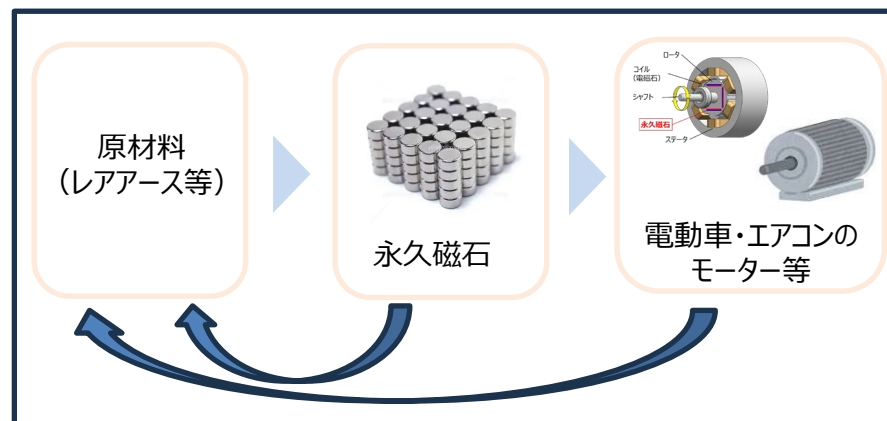 原材料
(レアアース等)
永久磁石
ロータ
コイル
(電磁石)
シャフト
永久磁石
ステータ
電動車・エアコンの
モーター等